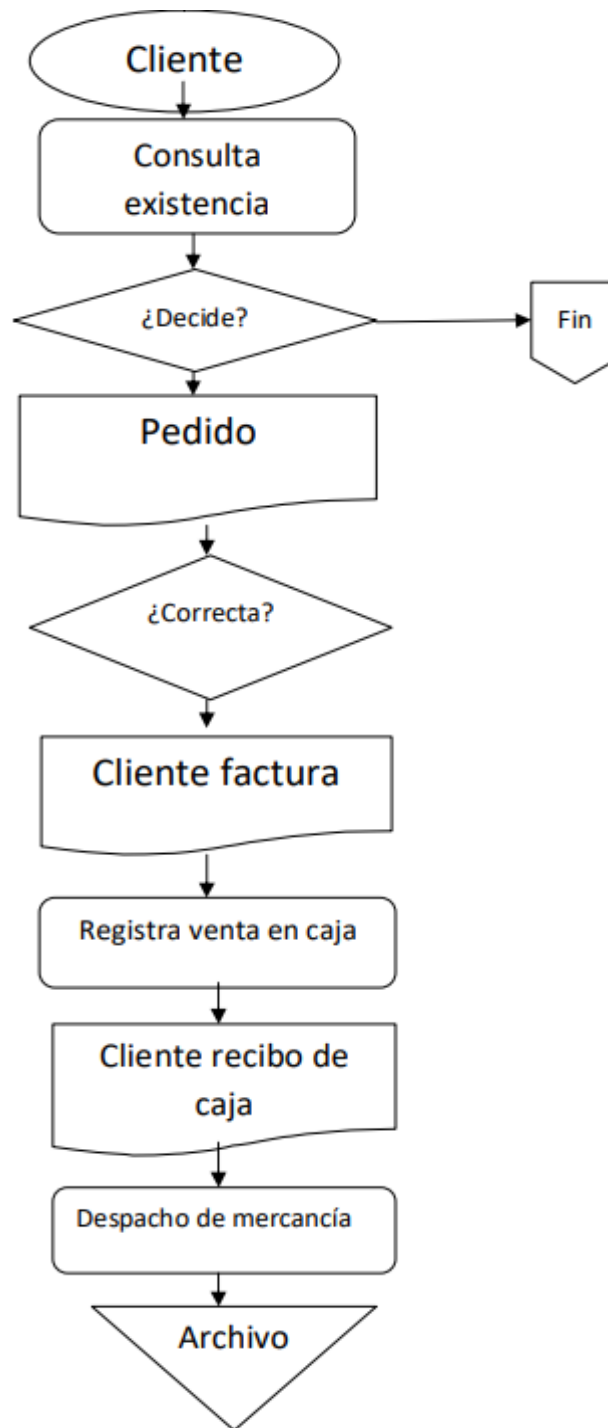 Cliente
Consulta
existencia
¿Decide?
Fin
Pedido
¿Correcta?
Cliente factura
Registra venta en caja
Cliente recibo de
caja
Despacho de mercancía
Archivo